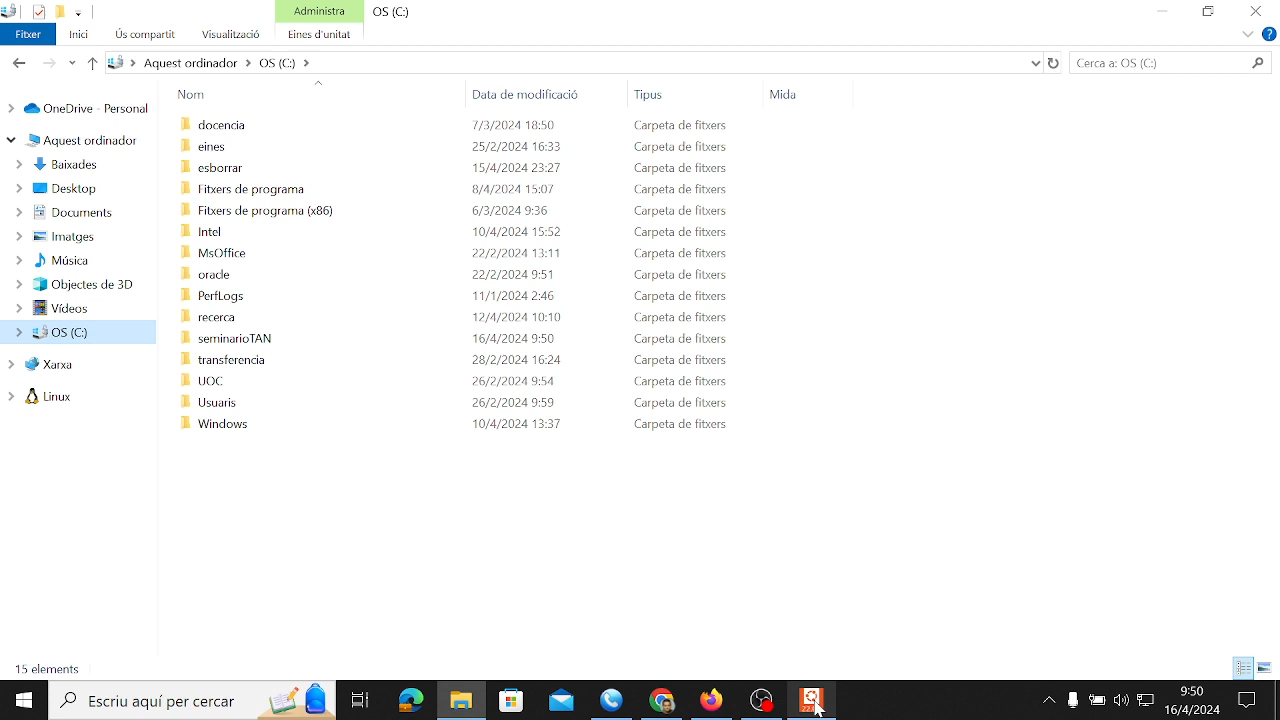 Administra OS (C:)
Fitxer Inici Ús compartit Visualització Eines d'unitat
Aquest ordinador OS (C:) Cerca a: OS (C:)
Nom Data de modificació Tipus Mida
OneDrive - Personal
Aquest ordinador
Baixades
Desktop
Documents
Imatges
Música
Objectes de 3D
Vídeos
OS (C:)
Xarxa
Linux
docencia 7/3/2024 18:50 Carpeta de fitxers
eines 25/2/2024 16:33 Carpeta de fitxers
esborrar 15/4/2024 23:27 Carpeta de fitxers
Fitxers de programa 8/4/2024 15:07 Carpeta de fitxers
Fitxers de programa (x86) 6/3/2024 9:36 Carpeta de fitxers
Intel 10/4/2024 15:52 Carpeta de fitxers
MsOffice 22/2/2024 13:11 Carpeta de fitxers
oracle 22/2/2024 9:51 Carpeta de fitxers
PerfLogs 11/1/2024 2:46 Carpeta de fitxers
recerca 12/4/2024 10:10 Carpeta de fitxers
seminarioTAN 16/4/2024 9:50 Carpeta de fitxers
transferencia 28/2/2024 16:24 Carpeta de fitxers
UOC 26/2/2024 9:54 Carpeta de fitxers
Usuaris 26/2/2024 9:59 Carpeta de fitxers
Windows 10/4/2024 13:37 Carpeta de fitxers
15 elements
Escriu aquí per cercar
9:50
16/4/2024